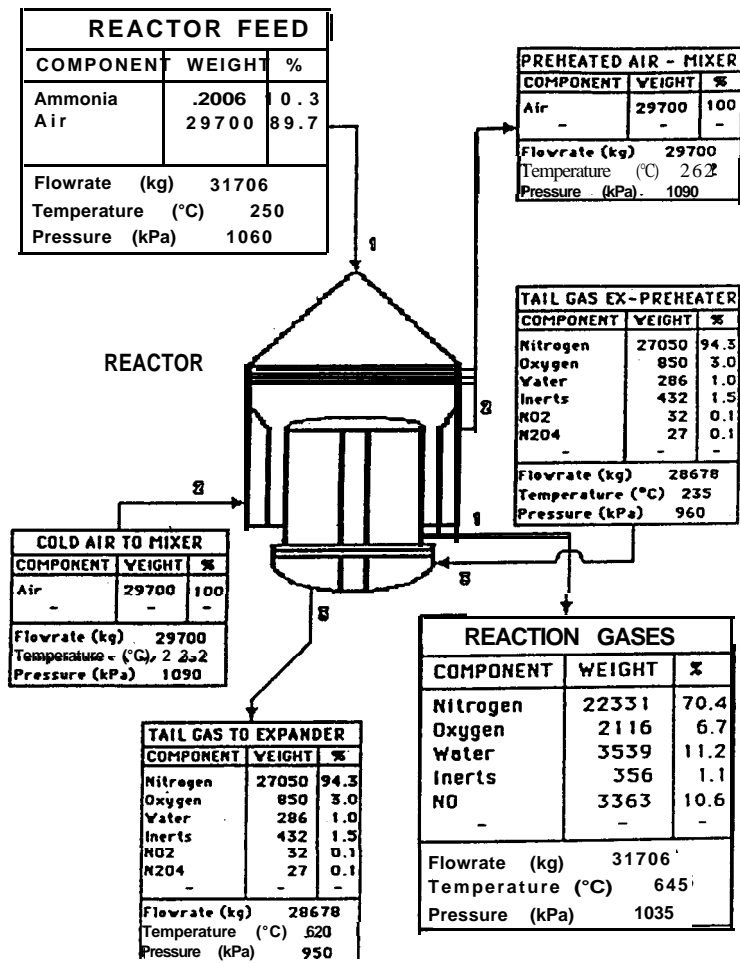 REACTOR FEED
COMPONENT WEIGHT %
Ammonia .2006 10.3
Air 29700 89.7
Flowrate (kg) 31706
Temperature (°C) 250
Pressure (kPa) 1060
PREHEATED AIR - MIXER
COMPONENT WEIGHT %
Air 29700 100
- -
Flowrate (kg) 29700
Temperature (°C) 262
Pressure (kPa) 1090
1
TAIL GAS EX-PREHEATER
COMPONENT WEIGHT %
Nitrogen 27050 94.3
Oxygen 850 3.0
Water 286 1.0
Inerts 432 1.5
NO2 32 0.1
N2O4 27 0.1
- - -
Flowrate (kg) 28678
Temperature (°C) 235
Pressure (kPa) 960
REACTOR
2
2
1
3
3
COLD AIR TO MIXER
COMPONENT WEIGHT %
Air 29700 100
- - -
Flowrate (kg) 29700
Temperature (°C) 232
Pressure (kPa) 1090
REACTION GASES
COMPONENT WEIGHT %
Nitrogen 22331 70.4
Oxygen 2116 6.7
Water 3539 11.2
Inerts 356 1.1
NO 3363 10.6
- - -
Flowrate (kg) 31706
Temperature (°C) 645
Pressure (kPa) 1035
TAIL GAS TO EXPANDER
COMPONENT WEIGHT %
Nitrogen 27050 94.3
Oxygen 850 3.0
Water 286 1.0
Inerts 432 1.5
NO2 32 0.1
N2O4 27 0.1
- - -
Flowrate (kg) 28678
Temperature (°C) 620
Pressure (kPa) 950